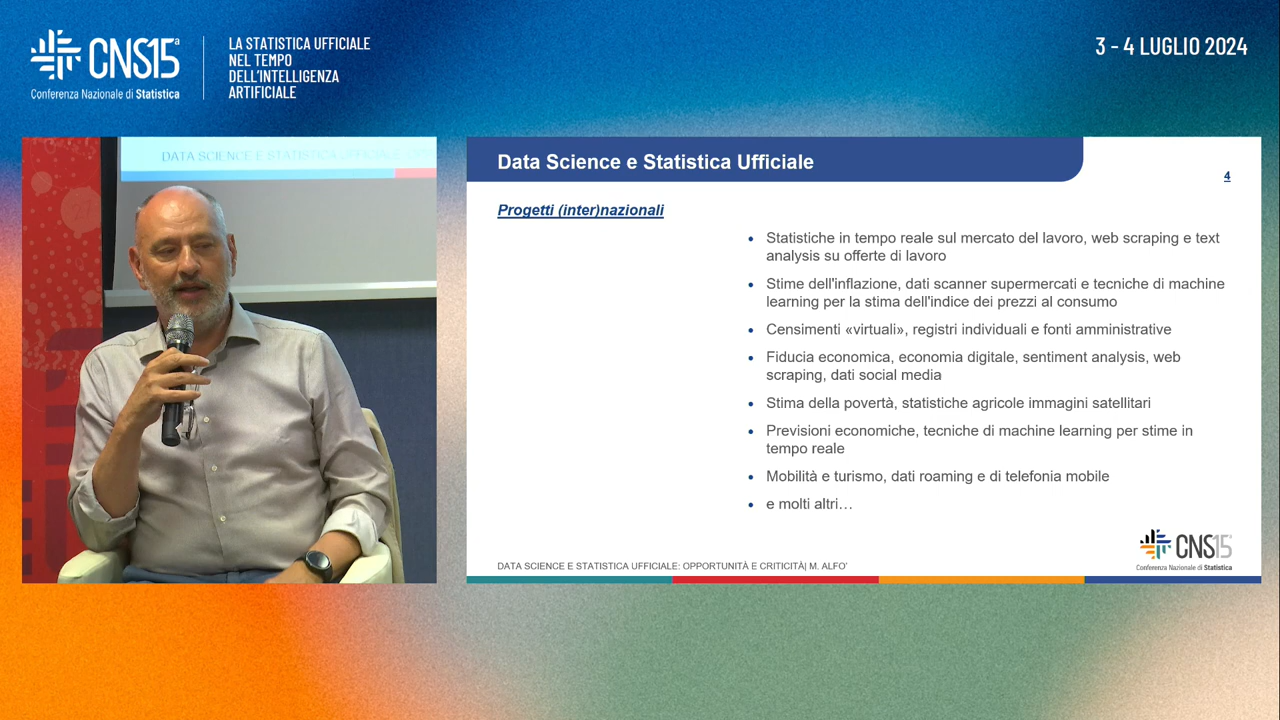 CNS15ª
Conferenza Nazionale di Statistica
LA STATISTICA UFFICIALE
NEL TEMPO
DELL'INTELLIGENZA
ARTIFICIALE
3 - 4 LUGLIO 2024
DATA SCIENCE E STATISTICA UFFICIALE
Data Science e Statistica Ufficiale
4
Progetti (inter)nazionali
• Statistiche in tempo reale sul mercato del lavoro, web scraping e text
analysis su offerte di lavoro
• Stime dell'inflazione, dati scanner supermercati e tecniche di machine
learning per la stima dell'indice dei prezzi al consumo
• Censimenti «virtuali», registri individuali e fonti amministrative
• Fiducia economica, economia digitale, sentiment analysis, web
scraping, dati social media
• Stima della povertà, statistiche agricole immagini satellitari
• Previsioni economiche, tecniche di machine learning per stime in
tempo reale
• Mobilità e turismo, dati roaming e di telefonia mobile
• e molti altri…
CNS15
Conferenza Nazionale di Statistica
DATA SCIENCE E STATISTICA UFFICIALE: OPPORTUNITÀ E CRITICITÀ| M. ALFO'